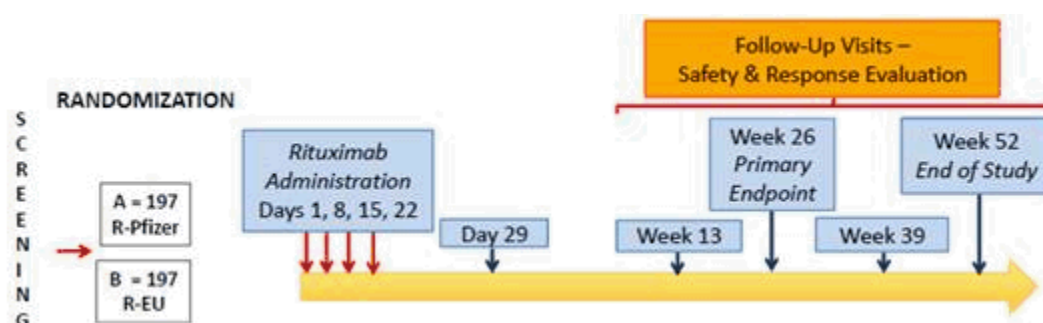 Follow-Up Visits –
Safety & Response Evaluation
RANDOMIZATION
S
C
R
E
E
N
I
N
G
Rituximab
Administration
Days 1, 8, 15, 22
Week 26
Primary
Endpoint
Week 52
End of Study
A = 197
R-Pfizer
Day 29
Week 13
Week 39
B = 197
R-EU